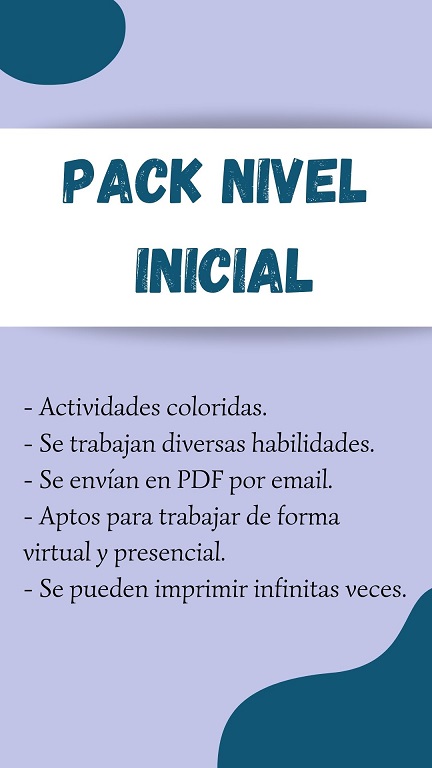 PACK NIVEL
INICIAL
- Actividades coloridas.
- Se trabajan diversas habilidades.
- Se envían en PDF por email.
- Aptos para trabajar de forma
virtual y presencial.
- Se pueden imprimir infinitas veces.